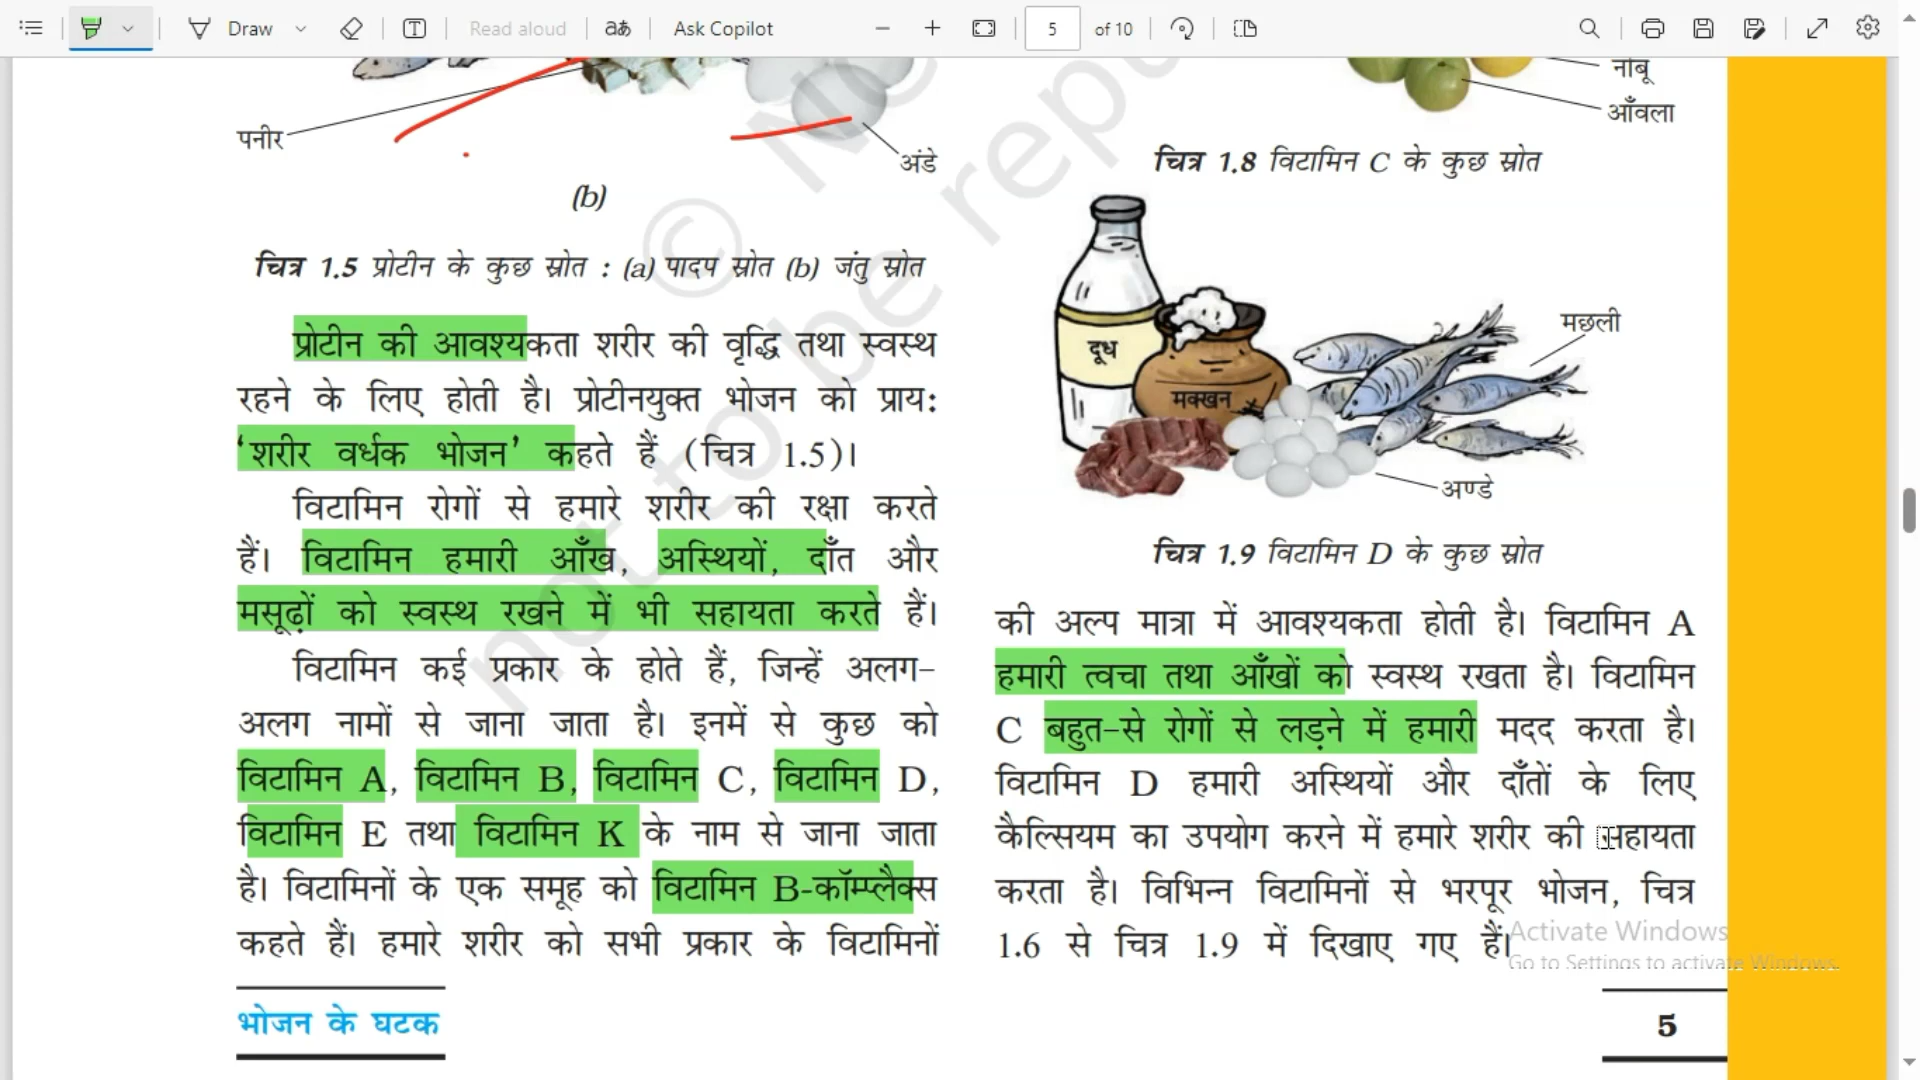 Draw
Read aloud
Ask Copilot
5 of 10
पनीर
अंडे
(b)
चित्र 1.5 प्रोटीन के कुछ स्रोत : (a) पादप स्रोत (b) जंतु स्रोत
प्रोटीन की आवश्यकता शरीर की वृद्धि तथा स्वस्थ
रहने के लिए होती है। प्रोटीनयुक्त भोजन को प्राय:
‘शरीर वर्धक भोजन’ कहते हैं (चित्र 1.5)।
विटामिन रोगों से हमारे शरीर की रक्षा करते
हैं। विटामिन हमारी आँख, अस्थियों, दाँत और
मसूढ़ों को स्वस्थ रखने में भी सहायता करते हैं।
विटामिन कई प्रकार के होते हैं, जिन्हें अलग-
अलग नामों से जाना जाता है। इनमें से कुछ को
विटामिन A, विटामिन B, विटामिन C, विटामिन D,
विटामिन E तथा विटामिन K के नाम से जाना जाता
है। विटामिनों के एक समूह को विटामिन B-कॉम्प्लैक्स
कहते हैं। हमारे शरीर को सभी प्रकार के विटामिनों
भोजन के घटक
नींबू
आँवला
चित्र 1.8 विटामिन C के कुछ स्रोत
दूध
मक्खन
मछली
अण्डे
चित्र 1.9 विटामिन D के कुछ स्रोत
की अल्प मात्रा में आवश्यकता होती है। विटामिन A
हमारी त्वचा तथा आँखों को स्वस्थ रखता है। विटामिन
C बहुत-से रोगों से लड़ने में हमारी मदद करता है।
विटामिन D हमारी अस्थियों और दाँतों के लिए
कैल्सियम का उपयोग करने में हमारे शरीर की सहायता
करता है। विभिन्न विटामिनों से भरपूर भोजन, चित्र
1.6 से चित्र 1.9 में दिखाए गए हैं।
Activate Windows
Go to Settings to activate Windows.
5
© N
not to be repu